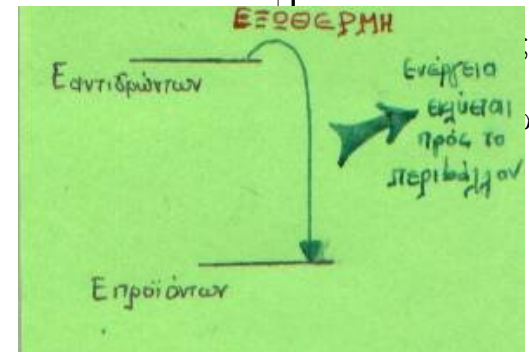 ΕΞΩΘΕΡΜΗ
Εαντιδρώντων
Ενέργεια
εκλύεται
πρός το
περιβάλλον
Επροϊόντων